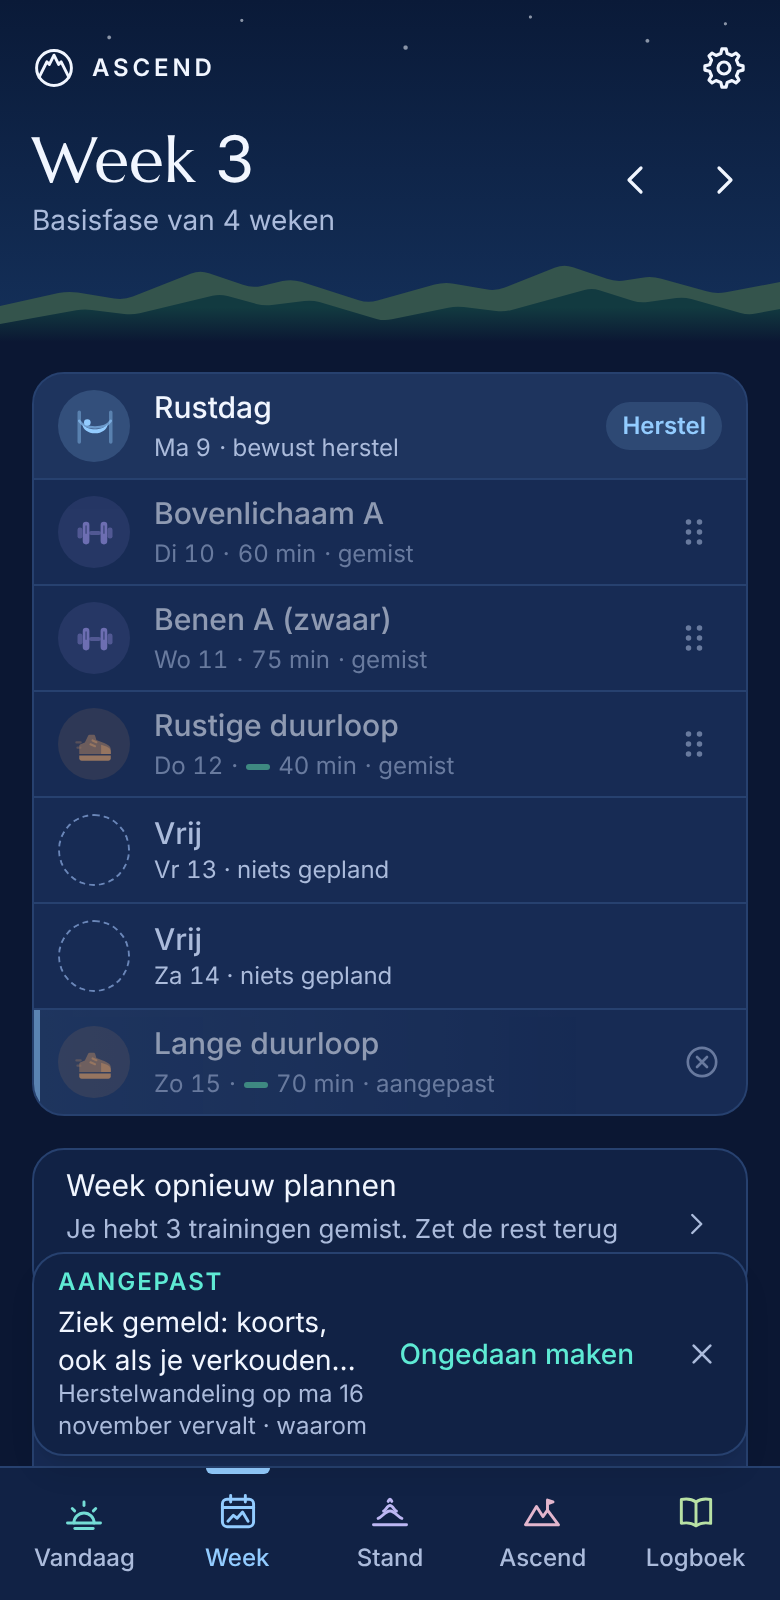 ASCEND
Week 3
Basisfase van 4 weken
Rustdag
Ma 9 · bewust herstel
Herstel
Bovenlichaam A
Di 10 · 60 min · gemist
Benen A (zwaar)
Wo 11 · 75 min · gemist
Rustige duurloop
Do 12 · 40 min · gemist
Vrij
Vr 13 · niets gepland
Vrij
Za 14 · niets gepland
Lange duurloop
Zo 15 · 70 min · aangepast
Week opnieuw plannen
Je hebt 3 trainingen gemist. Zet de rest terug
AANGEPAST
Ziek gemeld: koorts,
ook als je verkouden...
Herstelwandeling op ma 16
november vervalt · waarom
Ongedaan maken
Vandaag
Week
Stand
Ascend
Logboek